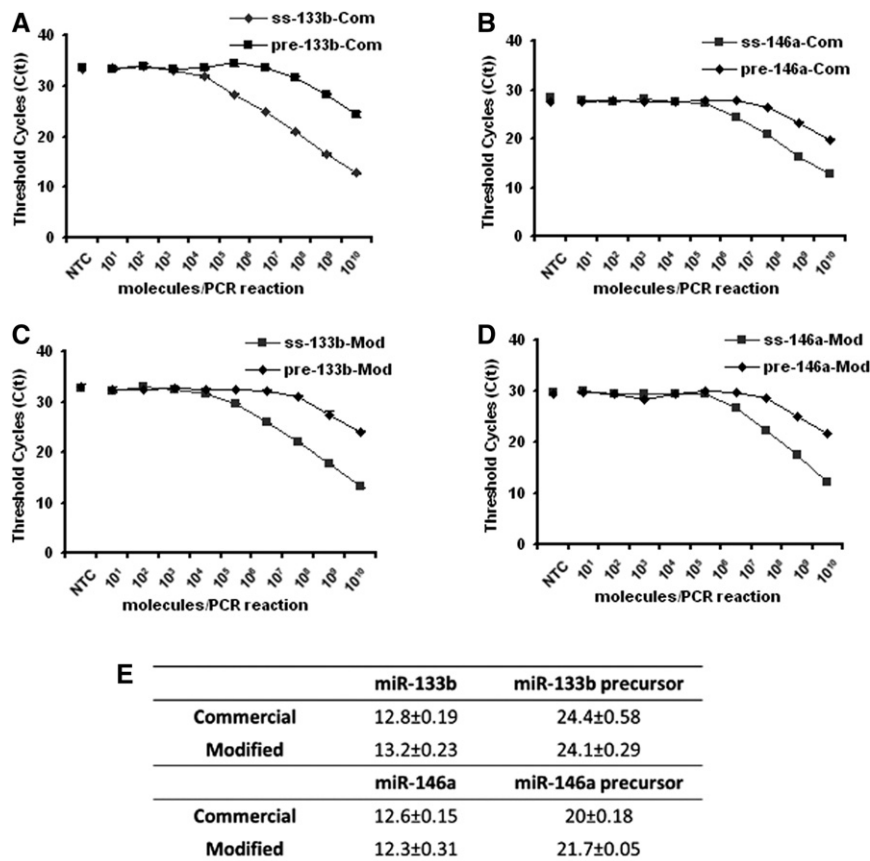 A
ss-133b-Com
pre-133b-Com
Threshold Cycles (C(t))
40
30
20
10
0
NTC 10¹ 10² 10³ 10⁴ 10⁵ 10⁶ 10⁷ 10⁸ 10⁹ 10¹⁰
molecules/PCR reaction
B
ss-146a-Com
pre-146a-Com
Threshold Cycles (C(t))
40
30
20
10
0
NTC 10¹ 10² 10³ 10⁴ 10⁵ 10⁶ 10⁷ 10⁸ 10⁹ 10¹⁰
molecules/PCR reaction
C
ss-133b-Mod
pre-133b-Mod
Threshold Cycles (C(t))
40
30
20
10
0
NTC 10¹ 10² 10³ 10⁴ 10⁵ 10⁶ 10⁷ 10⁸ 10⁹ 10¹⁰
molecules/PCR reaction
D
ss-146a-Mod
pre-146a-Mod
Threshold Cycles (C(t))
40
30
20
10
0
NTC 10¹ 10² 10³ 10⁴ 10⁵ 10⁶ 10⁷ 10⁸ 10⁹ 10¹⁰
molecules/PCR reaction
E
miR-133b miR-133b precursor
Commercial 12.8±0.19 24.4±0.58
Modified 13.2±0.23 24.1±0.29
miR-146a miR-146a precursor
Commercial 12.6±0.15 20±0.18
Modified 12.3±0.31 21.7±0.05